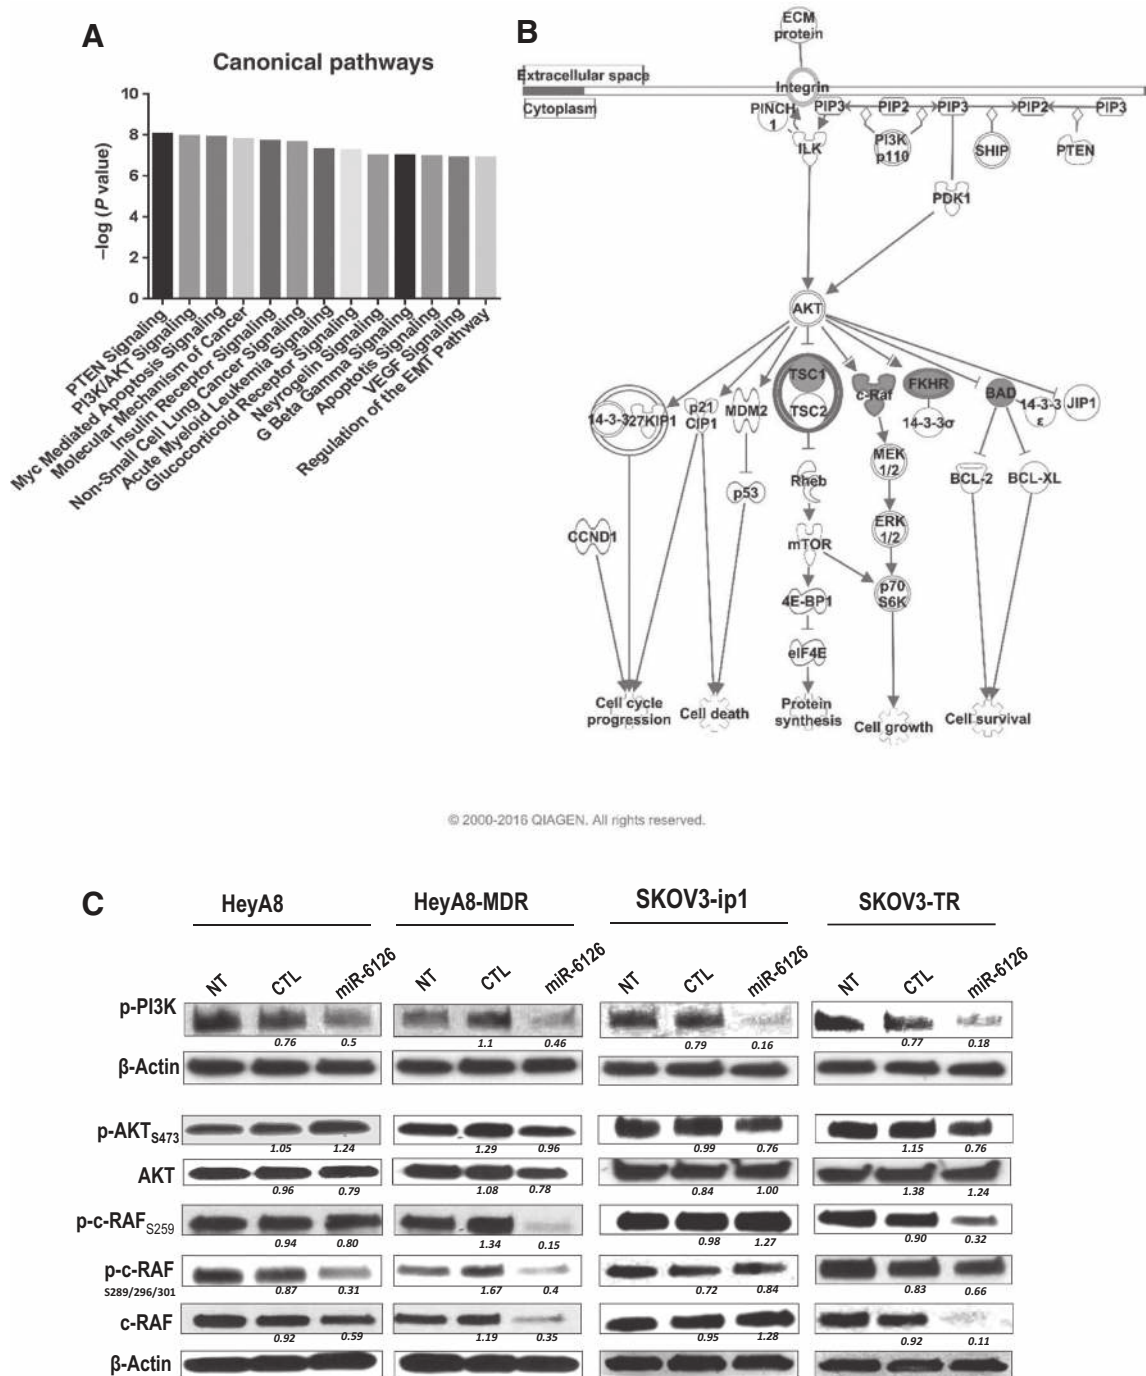 A
Canonical pathways
–log (P value)
10
8
6
4
2
0
PTEN Signaling
PI3K/AKT Signaling
Myc Mediated Apoptosis Signaling
Molecular Mechanism of Cancer
Insulin Receptor Signaling
Non-Small Cell Lung Cancer Signaling
Acute Myeloid Leukemia Signaling
Glucocorticoid Receptor Signaling
Neyrogelin Signaling
G Beta Gamma Signaling
Apoptotis Signaling
VEGF Signaling
Regulation of the EMT Pathway
B
ECM
protein
Extracellular space
Integrin
Cytoplasm
PINCH
1
PIP3
PIP2
PIP3
PIP2
PIP3
ILK
PI3K
p110
SHIP
PTEN
PDK1
AKT
TSC1
TSC2
c-Raf
FKHR
14-3-3σ
BAD
14-3-3
ε
JIP1
14-3-3
27KIP1
p21
CIP1
MDM2
MEK
1/2
BCL-2
BCL-XL
p53
Rheb
ERK
1/2
CCND1
mTOR
p70
S6K
4E-BP1
eIF4E
Cell cycle
progression
Cell death
Protein
synthesis
Cell growth
Cell survival
© 2000-2016 QIAGEN. All rights reserved.
C
HeyA8 HeyA8-MDR SKOV3-ip1 SKOV3-TR
NT CTL miR-6126 NT CTL miR-6126 NT CTL miR-6126 NT CTL miR-6126
p-PI3K
0.76 0.5 1.1 0.46 0.79 0.16 0.77 0.18
β-Actin
p-AKTS473
1.05 1.24 1.29 0.96 0.99 0.76 1.15 0.76
AKT
0.96 0.79 1.08 0.78 0.84 1.00 1.38 1.24
p-c-RAFS259
0.94 0.80 1.34 0.15 0.98 1.27 0.90 0.32
p-c-RAF
S289/296/301
0.87 0.31 1.67 0.4 0.72 0.84 0.83 0.66
c-RAF
0.92 0.59 1.19 0.35 0.95 1.28 0.92 0.11
β-Actin